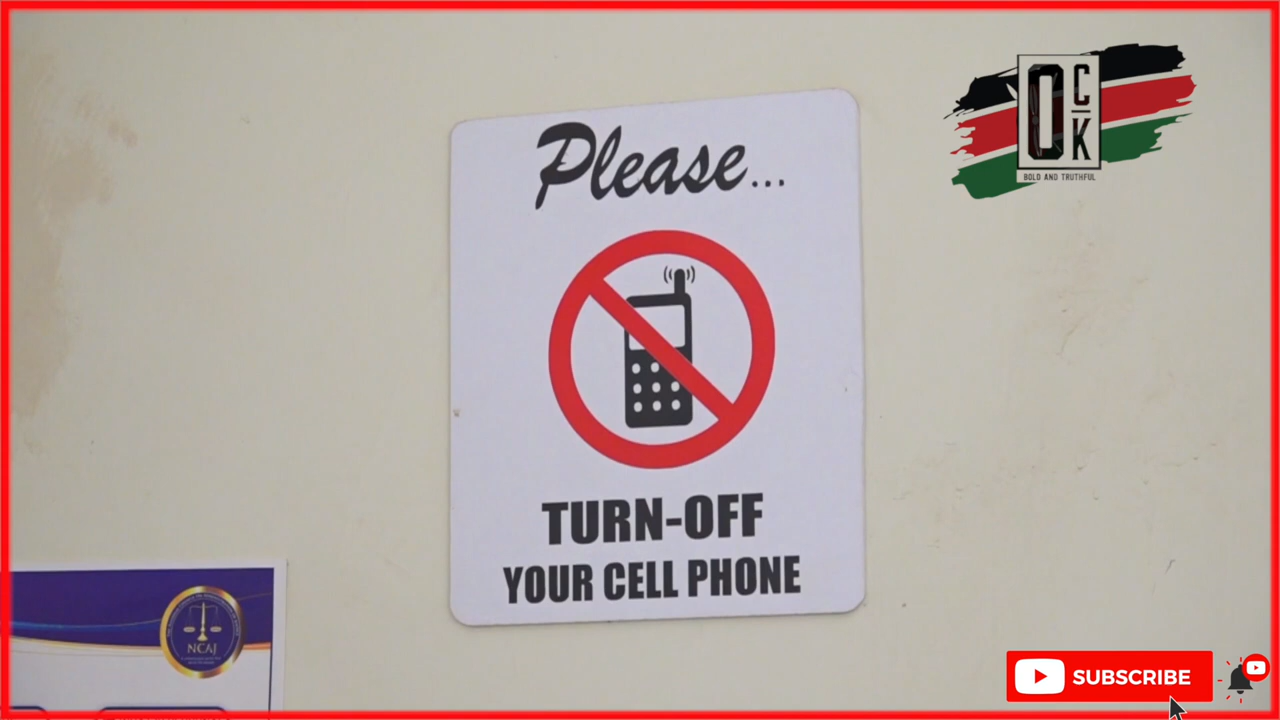 Please...
TURN-OFF
YOUR CELL PHONE
O
C
K
BOLD AND TRUTHFUL
NCAJ
SUBSCRIBE